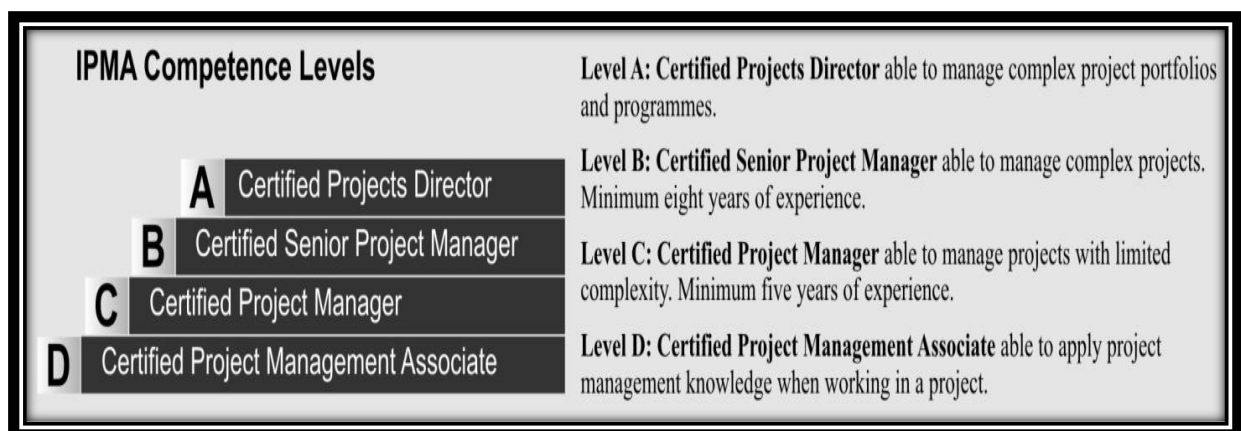 IPMA Competence Levels
A Certified Projects Director
B Certified Senior Project Manager
C Certified Project Manager
D Certified Project Management Associate
Level A: Certified Projects Director able to manage complex project portfolios
and programmes.
Level B: Certified Senior Project Manager able to manage complex projects.
Minimum eight years of experience.
Level C: Certified Project Manager able to manage projects with limited
complexity. Minimum five years of experience.
Level D: Certified Project Management Associate able to apply project
management knowledge when working in a project.